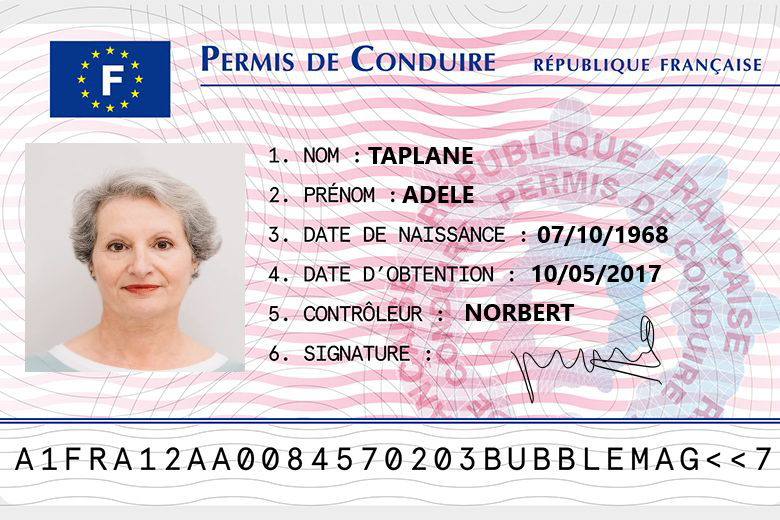 F
PERMIS DE CONDUIRE RÉPUBLIQUE FRANÇAISE
1. NOM : TAPLANE
2. PRÉNOM : ADELE
3. DATE DE NAISSANCE : 07/10/1968
4. DATE D’OBTENTION : 10/05/2017
5. CONTRÔLEUR : NORBERT
6. SIGNATURE :
RÉPUBLIQUE FRANÇAISE
PERMIS DE CONDUIRE
A1FRA12AA0084570203BUBBLEMAG<<7